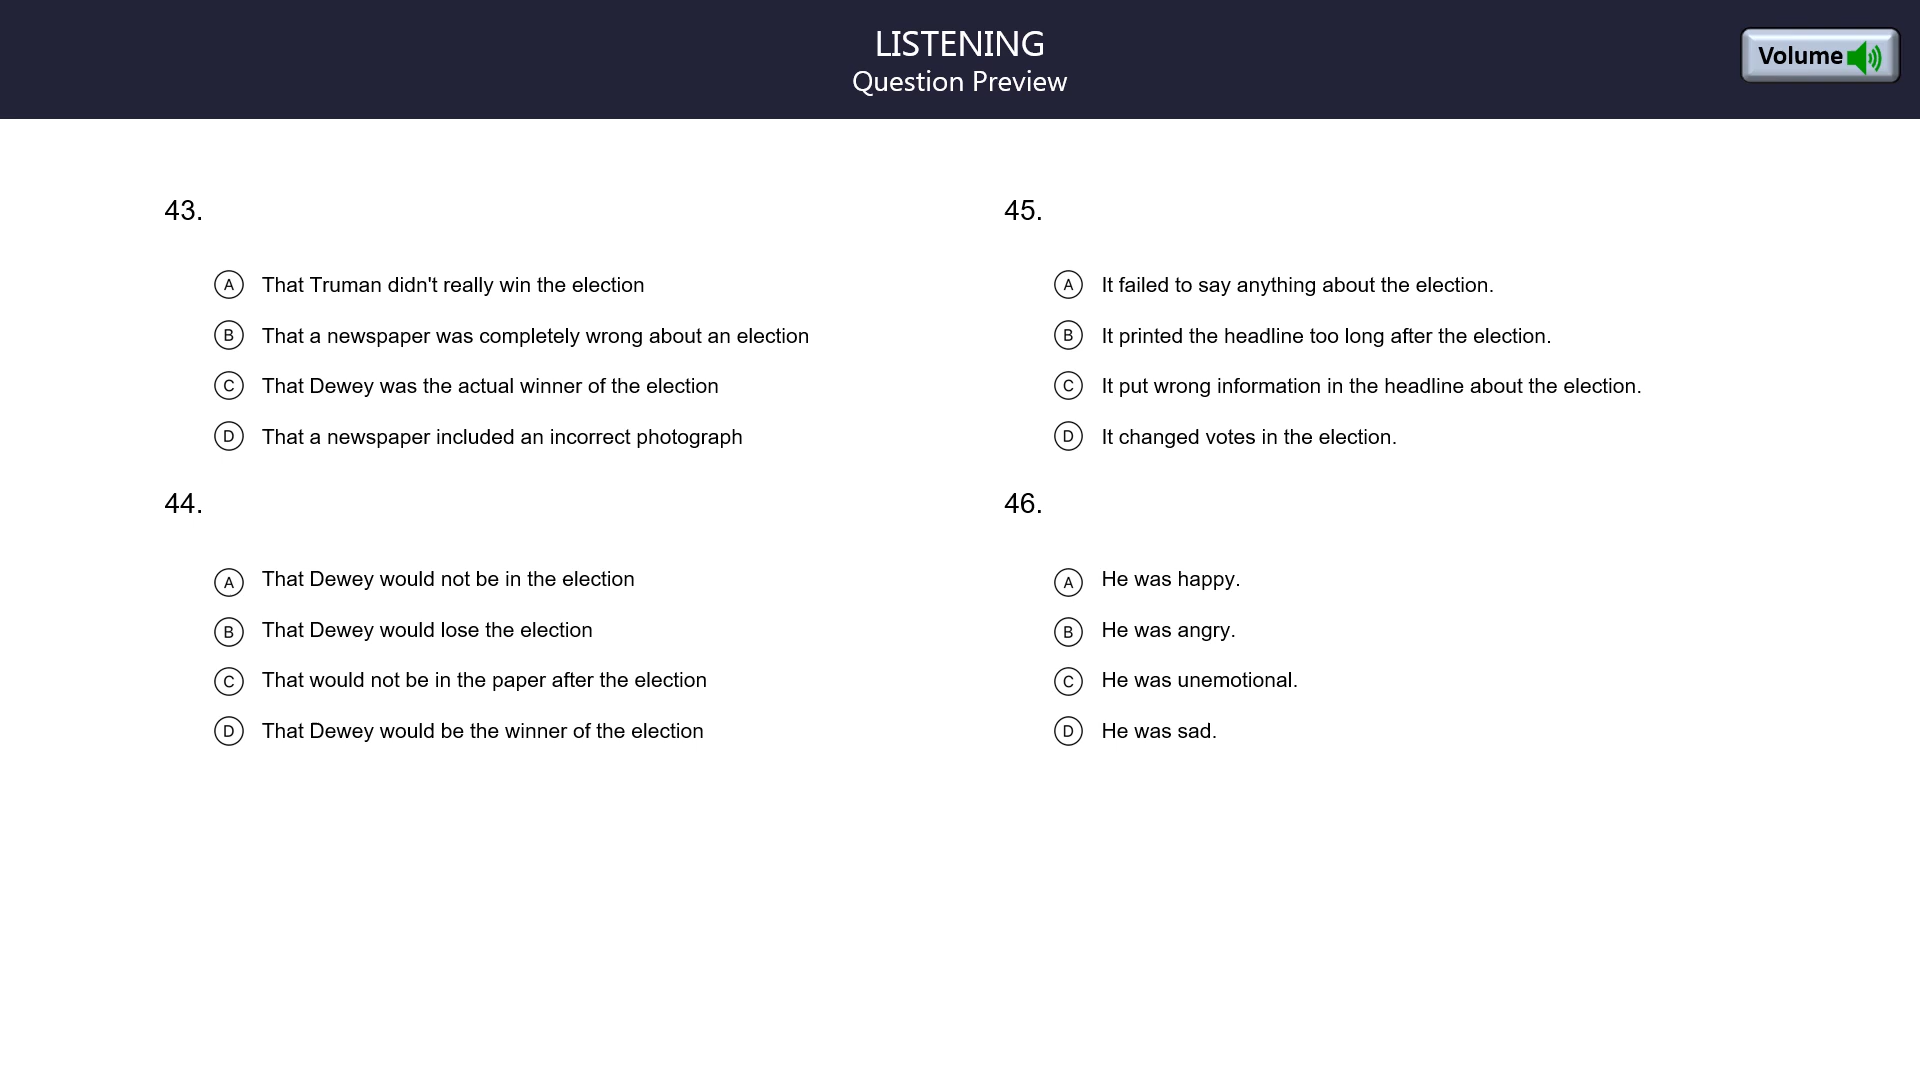 LISTENING
Question Preview
Volume
43.
A That Truman didn't really win the election
B That a newspaper was completely wrong about an election
C That Dewey was the actual winner of the election
D That a newspaper included an incorrect photograph
44.
A That Dewey would not be in the election
B That Dewey would lose the election
C That would not be in the paper after the election
D That Dewey would be the winner of the election
45.
A It failed to say anything about the election.
B It printed the headline too long after the election.
C It put wrong information in the headline about the election.
D It changed votes in the election.
46.
A He was happy.
B He was angry.
C He was unemotional.
D He was sad.